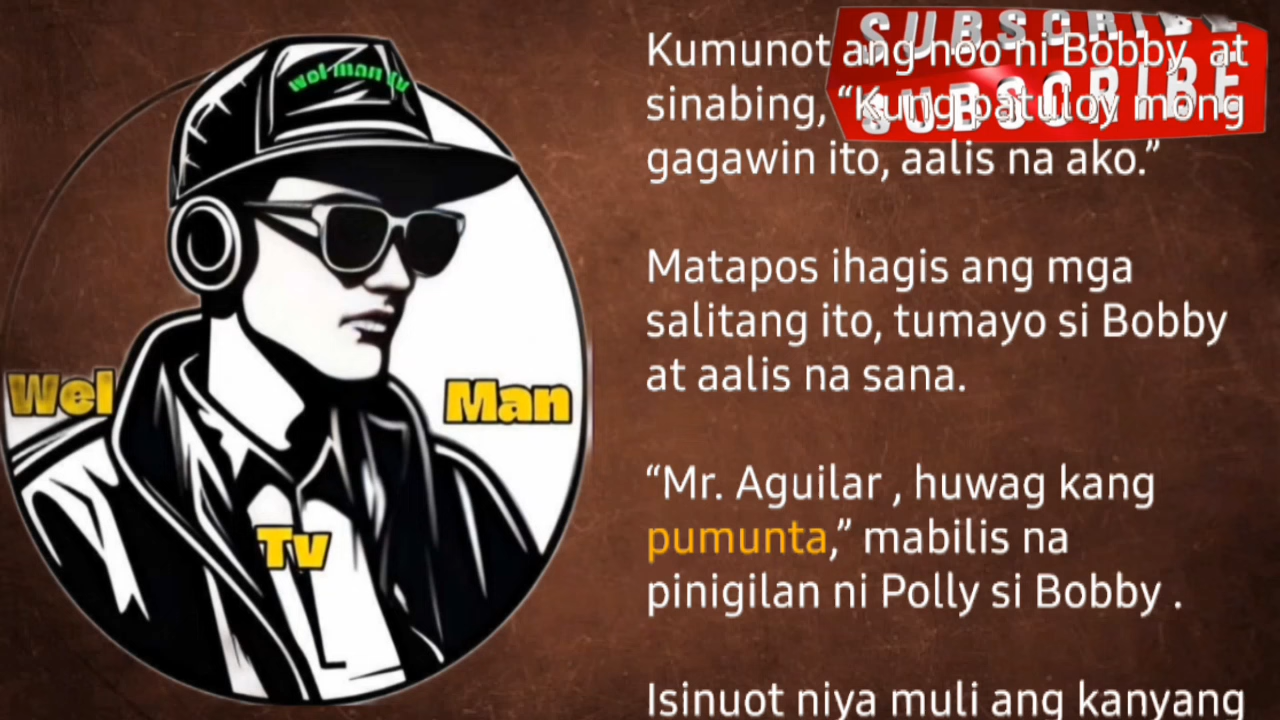 wel man tv
Wel
Man
Tv
SUBSCRIBE
SUBSCRIBE
Kumunot ang noo ni Bobby, at
sinabing, “Kung patuloy mong
gagawin ito, aalis na ako.”
Matapos ihagis ang mga
salitang ito, tumayo si Bobby
at aalis na sana.
“Mr. Aguilar , huwag kang
pumunta,” mabilis na
pinigilan ni Polly si Bobby .
Isinuot niya muli ang kanyang